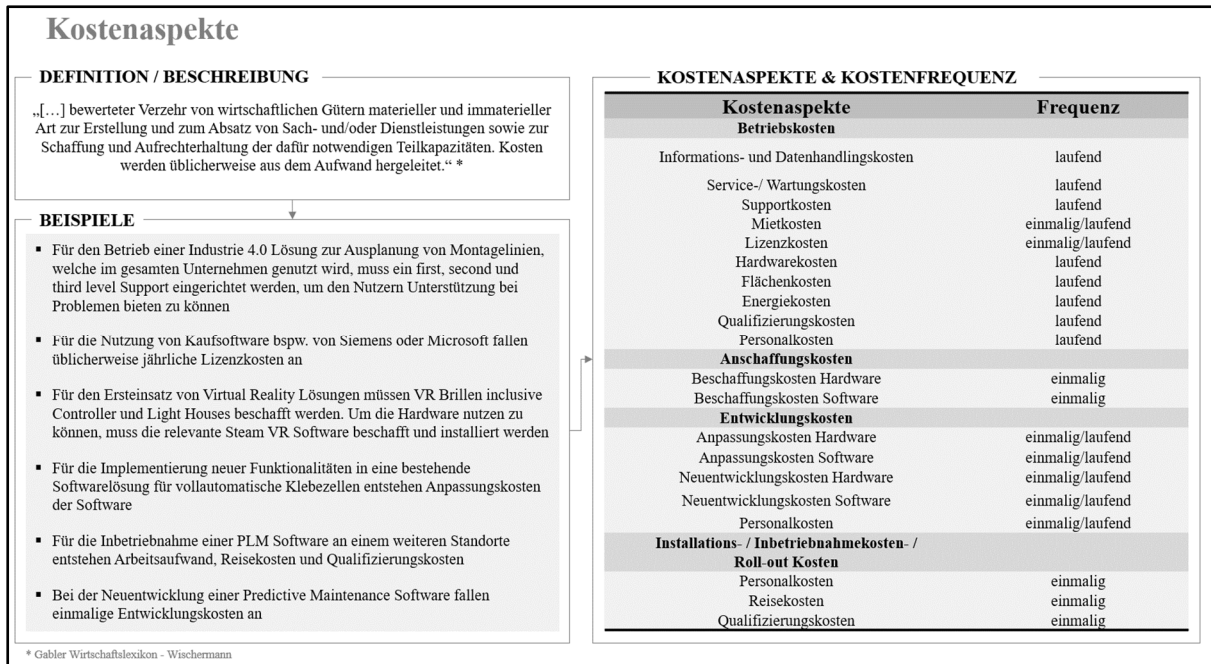 Kostenaspekte
DEFINITION / BESCHREIBUNG
„[…] bewerteter Verzehr von wirtschaftlichen Gütern materieller und immaterieller
Art zur Erstellung und zum Absatz von Sach- und/oder Dienstleistungen sowie zur
Schaffung und Aufrechterhaltung der dafür notwendigen Teilkapazitäten. Kosten
werden üblicherweise aus dem Aufwand hergeleitet.“ *
BEISPIELE
▪ Für den Betrieb einer Industrie 4.0 Lösung zur Ausplanung von Montagelinien,
welche im gesamten Unternehmen genutzt wird, muss ein first, second und
third level Support eingerichtet werden, um den Nutzern Unterstützung bei
Problemen bieten zu können
▪ Für die Nutzung von Kaufsoftware bspw. von Siemens oder Microsoft fallen
üblicherweise jährliche Lizenzkosten an
▪ Für den Ersteinsatz von Virtual Reality Lösungen müssen VR Brillen inclusive
Controller und Light Houses beschafft werden. Um die Hardware nutzen zu
können, muss die relevante Steam VR Software beschafft und installiert werden
▪ Für die Implementierung neuer Funktionalitäten in eine bestehende
Softwarelösung für vollautomatische Klebezellen entstehen Anpassungskosten
der Software
▪ Für die Inbetriebnahme einer PLM Software an einem weiteren Standorte
entstehen Arbeitsaufwand, Reisekosten und Qualifizierungskosten
▪ Bei der Neuentwicklung einer Predictive Maintenance Software fallen
einmalige Entwicklungskosten an
KOSTENASPEKTE & KOSTENFREQUENZ
Kostenaspekte Frequenz
Betriebskosten
Informations- und Datenhandlingskosten laufend
Service-/ Wartungskosten laufend
Supportkosten laufend
Mietkosten einmalig/laufend
Lizenzkosten einmalig/laufend
Hardwarekosten laufend
Flächenkosten laufend
Energiekosten laufend
Qualifizierungskosten laufend
Personalkosten laufend
Anschaffungskosten
Beschaffungskosten Hardware einmalig
Beschaffungskosten Software einmalig
Entwicklungskosten
Anpassungskosten Hardware einmalig/laufend
Anpassungskosten Software einmalig/laufend
Neuentwicklungskosten Hardware einmalig/laufend
Neuentwicklungskosten Software einmalig/laufend
Personalkosten einmalig/laufend
Installations- / Inbetriebnahmekosten- /
Roll-out Kosten
Personalkosten einmalig
Reisekosten einmalig
Qualifizierungskosten einmalig
* Gabler Wirtschaftslexikon - Wischermann